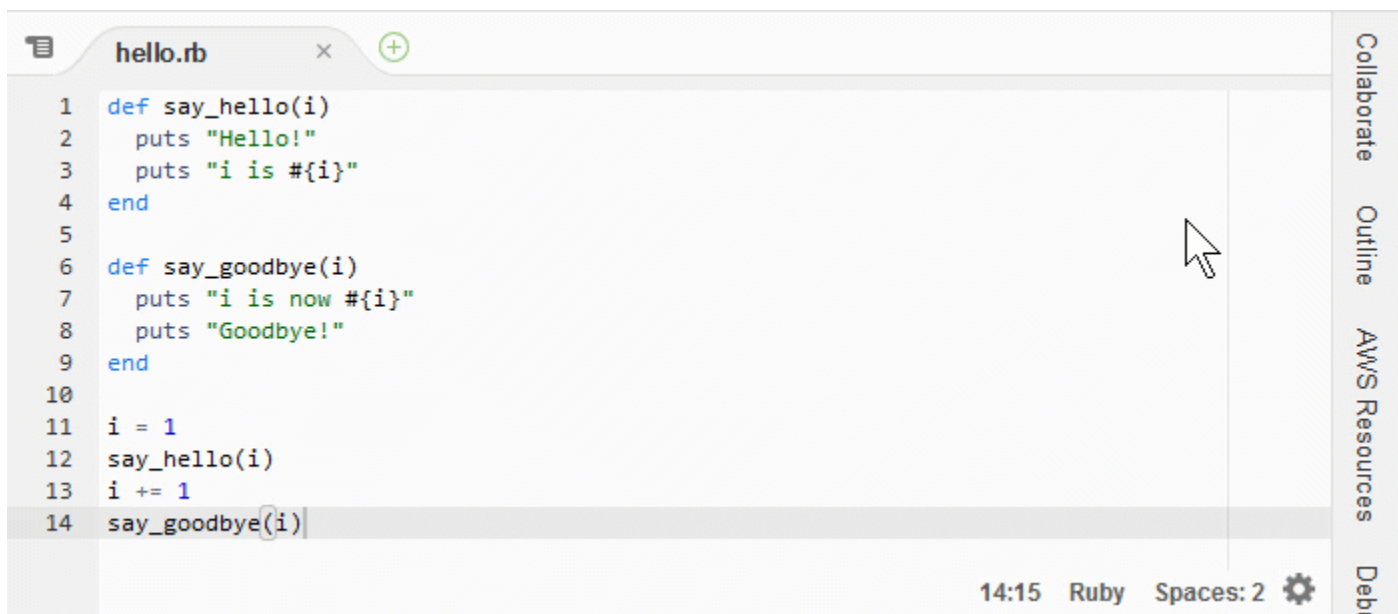 hello.rb ×
1 def say_hello(i)
2   puts "Hello!"
3   puts "i is #{i}"
4 end
5
6 def say_goodbye(i)
7   puts "i is now #{i}"
8   puts "Goodbye!"
9 end
10
11 i = 1
12 say_hello(i)
13 i += 1
14 say_goodbye(i)
14:15 Ruby Spaces: 2
Collaborate
Outline
AWS Resources